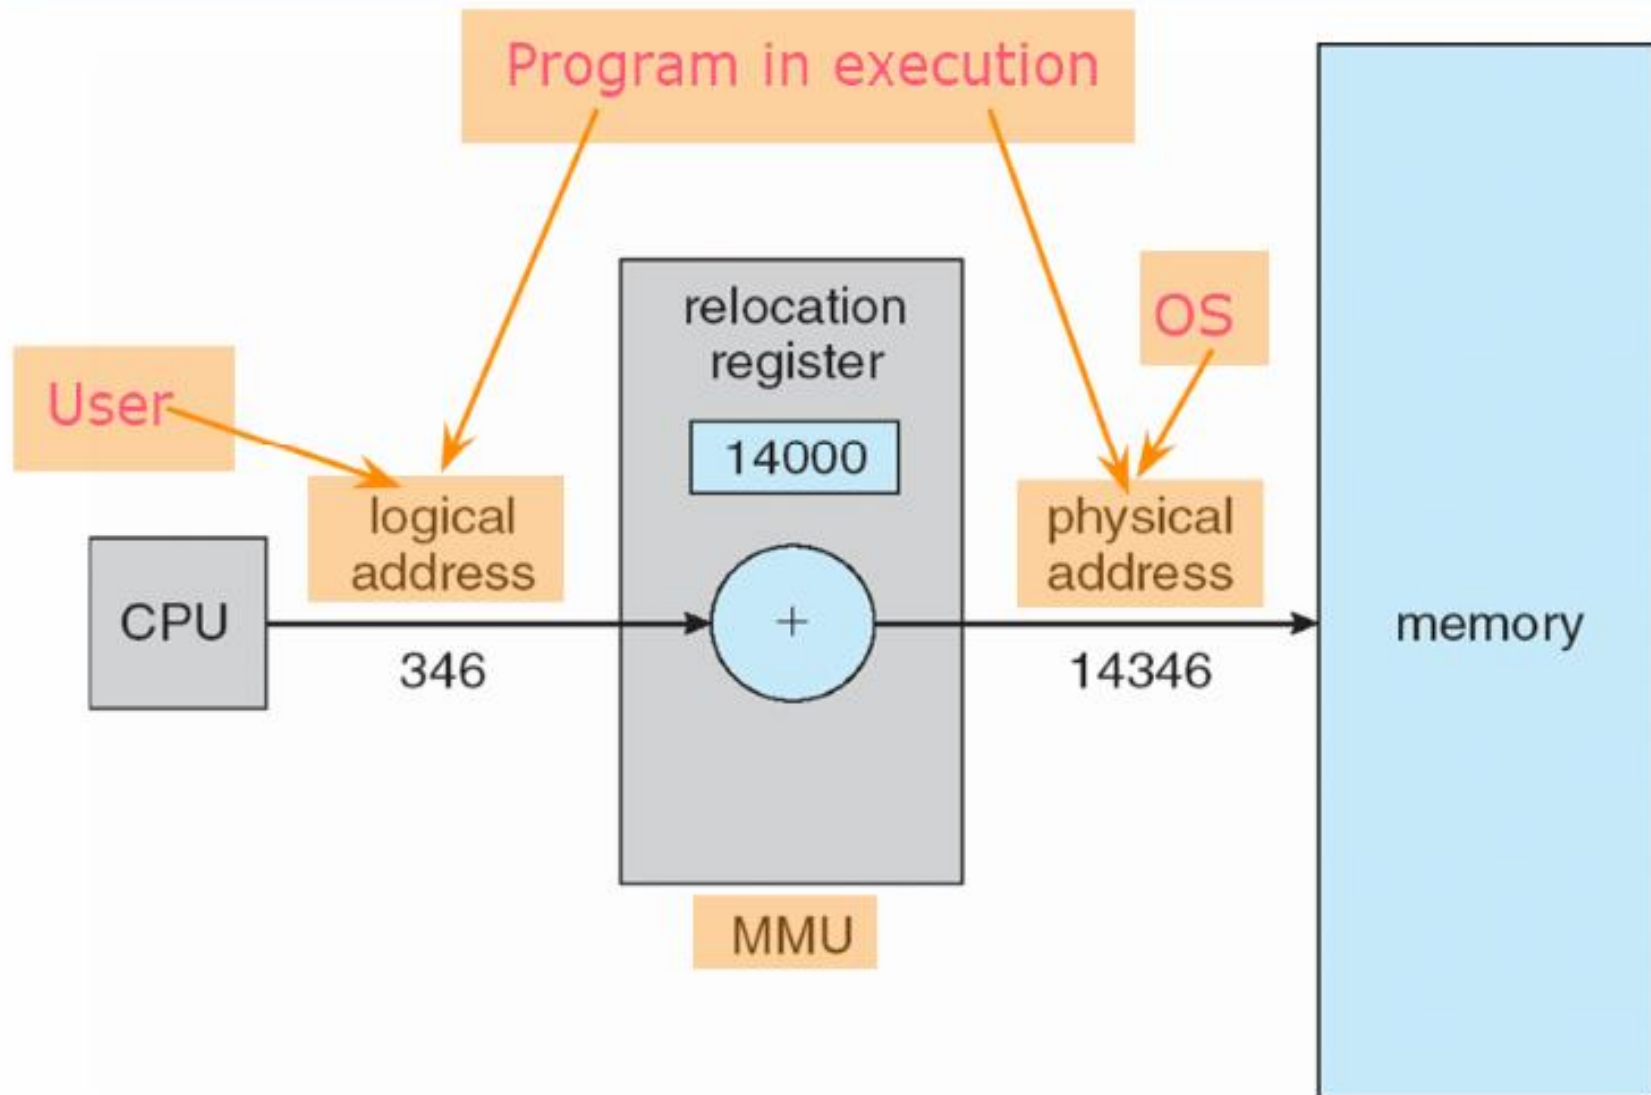 Program in execution
relocation
register
OS
User
14000
logical
address
physical
address
CPU
+
memory
346
14346
MMU